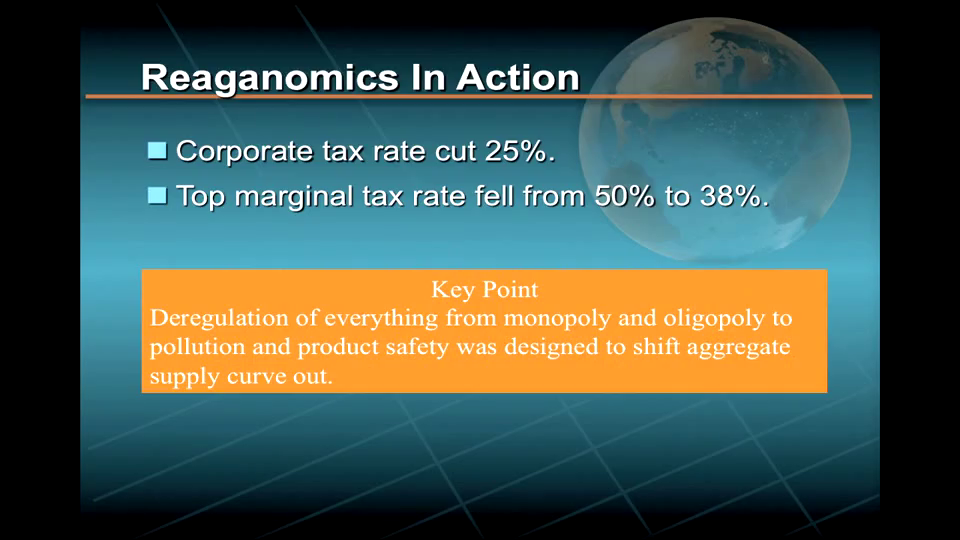 Reaganomics In Action
Corporate tax rate cut 25%.
Top marginal tax rate fell from 50% to 38%.
Key Point
Deregulation of everything from monopoly and oligopoly to
pollution and product safety was designed to shift aggregate
supply curve out.